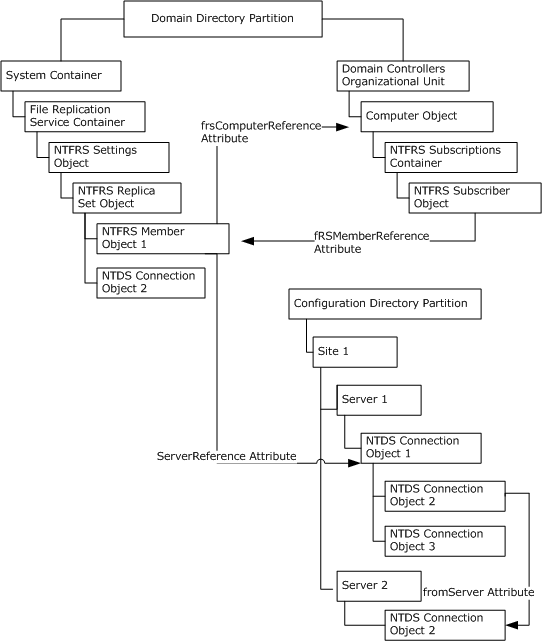 Domain Directory Partition
System Container
File Replication
Service Container
NTFRS Settings
Object
NTFRS Replica
Set Object
NTFRS Member
Object 1
NTDS Connection
Object 2
frsComputerReference
Attribute
Domain Controllers
Organizational Unit
Computer Object
NTFRS Subscriptions
Container
NTFRS Subscriber
Object
fRSMemberReference
Attribute
Configuration Directory Partition
Site 1
Server 1
NTDS Connection
Object 1
ServerReference Attribute
NTDS Connection
Object 2
NTDS Connection
Object 3
Server 2
fromServer Attribute
NTDS Connection
Object 2